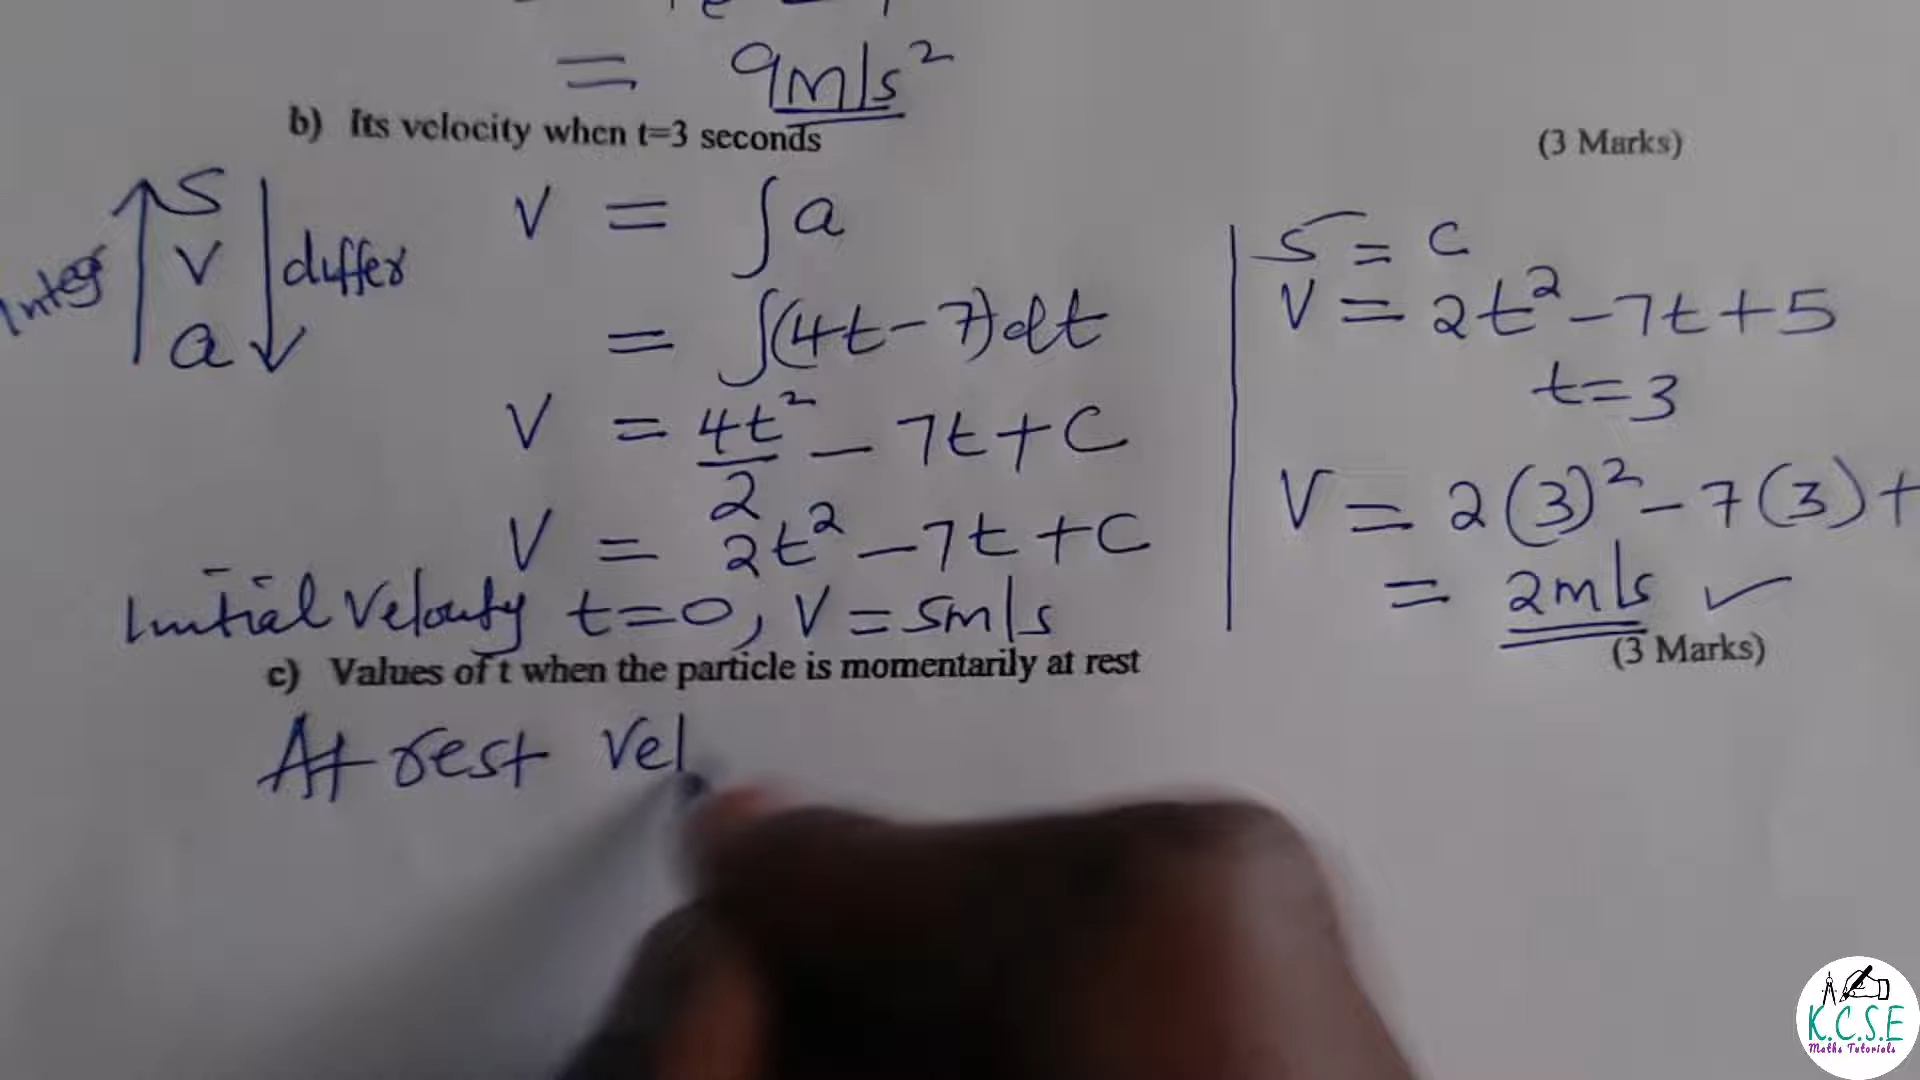 = 9m/s²
b) Its velocity when t=3 seconds (3 Marks)
Integ
S
V
a
differ
V = ∫a
= ∫(4t-7)dt
V = 4t²/2 - 7t + C
V = 2t² - 7t + C
Initial Velocity t=0, V=5m/s
5 = C
V = 2t² - 7t + 5
t=3
V = 2(3)² - 7(3) +
= 2m/s ✓
(3 Marks)
c) Values of t when the particle is momentarily at rest
At rest Vel
K.C.S.E
Maths Tutorials